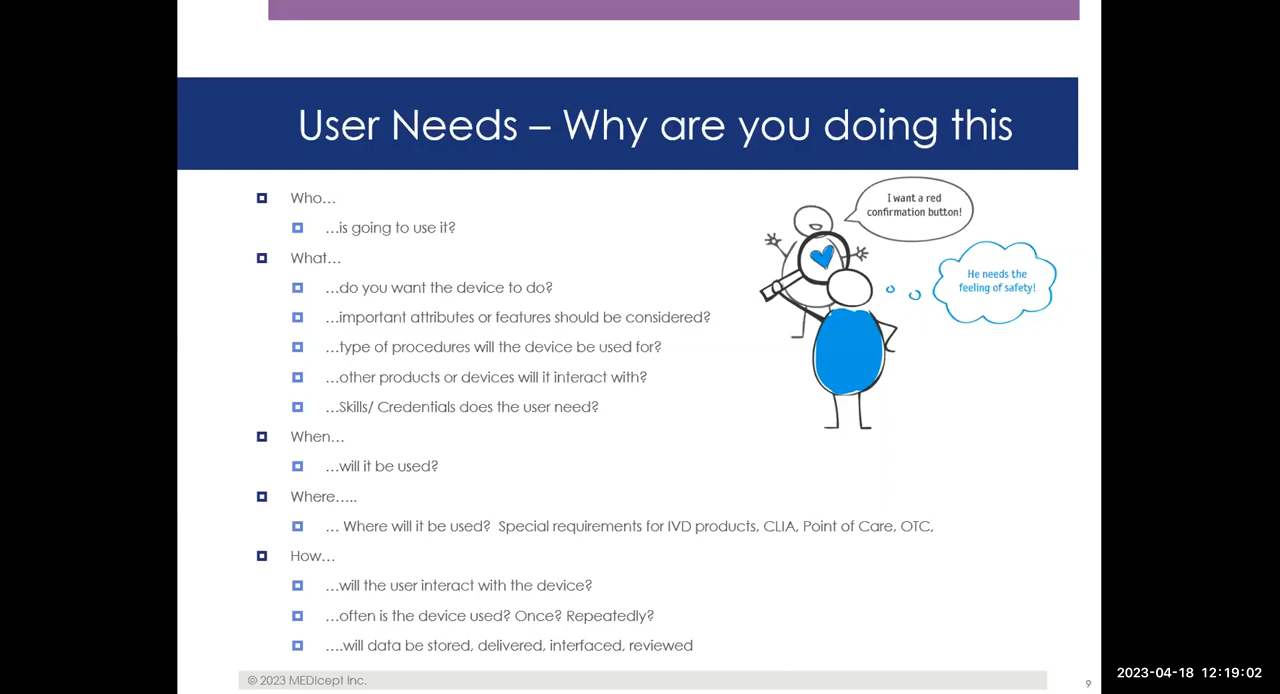 User Needs – Why are you doing this
Who…
…is going to use it?
What…
…do you want the device to do?
…important attributes or features should be considered?
…type of procedures will the device be used for?
…other products or devices will it interact with?
…Skills/ Credentials does the user need?
When…
…will it be used?
Where…..
… Where will it be used?  Special requirements for IVD products, CLIA, Point of Care, OTC,
How…
…will the user interact with the device?
…often is the device used? Once? Repeatedly?
….will data be stored, delivered, interfaced, reviewed
I want a red
confirmation button!
He needs the
feeling of safety!
© 2023 MEDIcept Inc.
9
2023-04-18 12:19:02